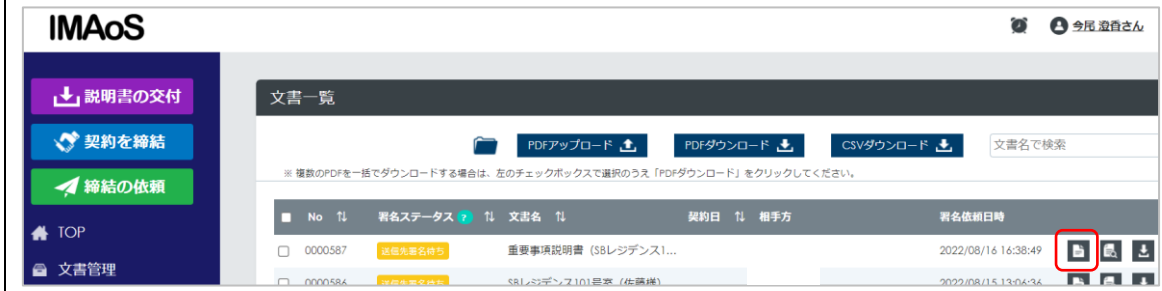 IMAoS
今尾 澄香さん
説明書の交付
契約を締結
締結の依頼
TOP
文書管理
文書一覧
PDFアップロード
PDFダウンロード
CSVダウンロード
文書名で検索
※ 複数のPDFを一括でダウンロードする場合は、左のチェックボックスで選択のうえ「PDFダウンロード」をクリックしてください。
No 署名ステータス ? 文書名 契約日 相手方 署名依頼日時
0000587 送信先署名待ち 重要事項説明書（SBレジデンス1... 2022/08/16 16:38:49
0000586 送信先署名待ち SBレジデンス101号室（佐藤様） 2022/08/15 13:06:36